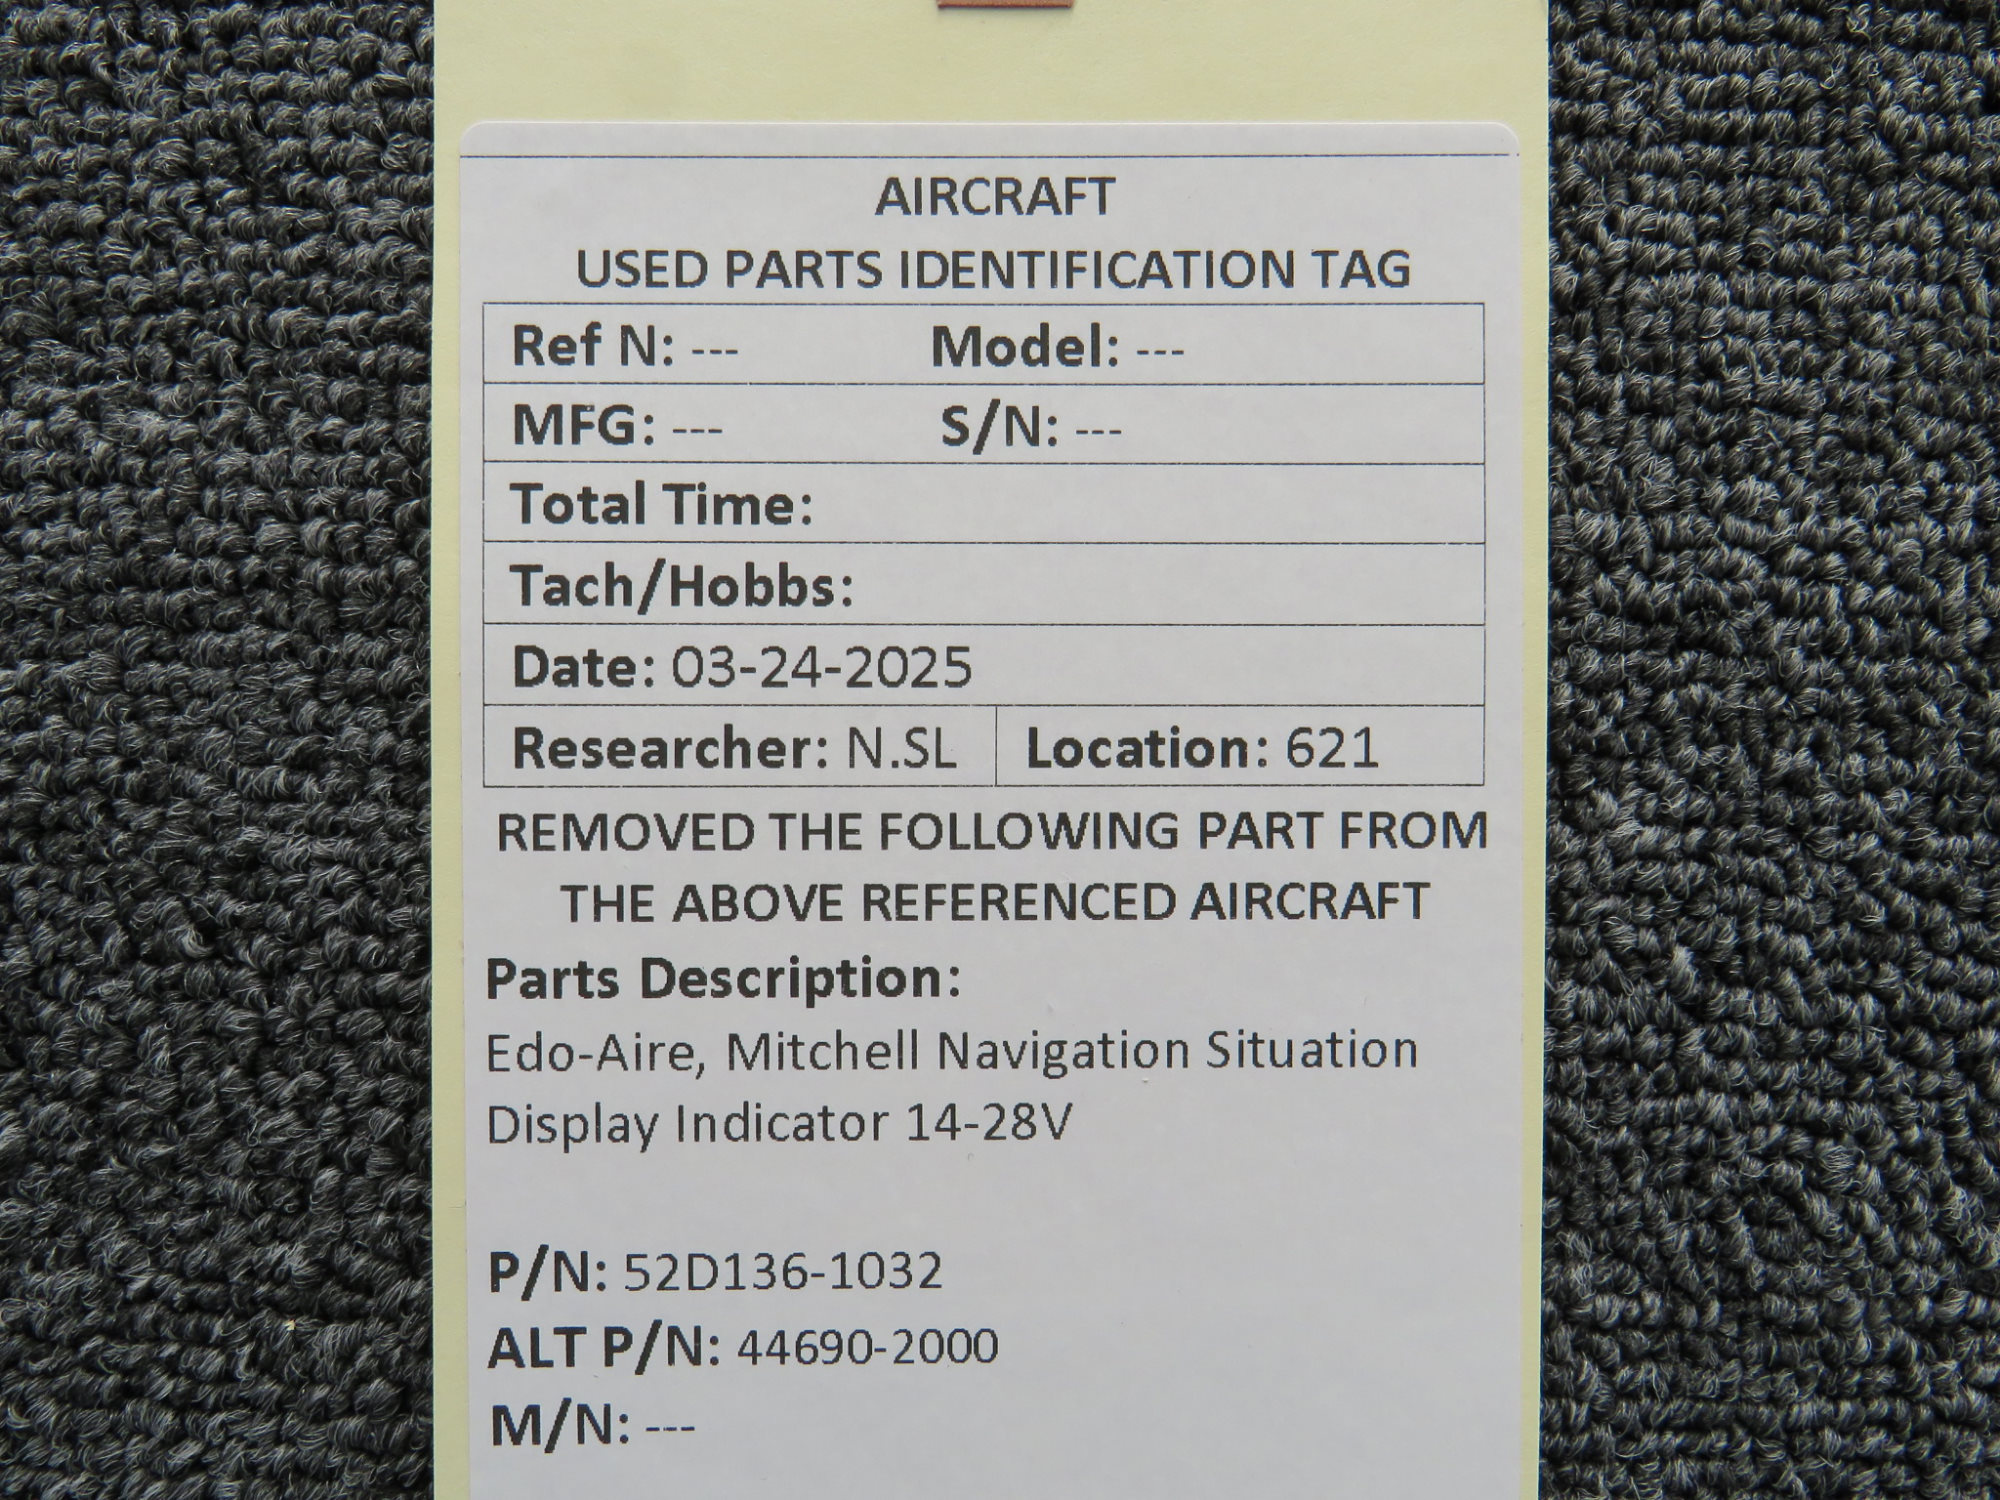 AIRCRAFT
USED PARTS IDENTIFICATION TAG
Ref N: --- Model: ---
MFG: --- S/N: ---
Total Time:
Tach/Hobbs:
Date: 03-24-2025
Researcher: N.SL Location: 621
REMOVED THE FOLLOWING PART FROM
THE ABOVE REFERENCED AIRCRAFT
Parts Description:
Edo-Aire, Mitchell Navigation Situation
Display Indicator 14-28V
P/N: 52D136-1032
ALT P/N: 44690-2000
M/N: ---